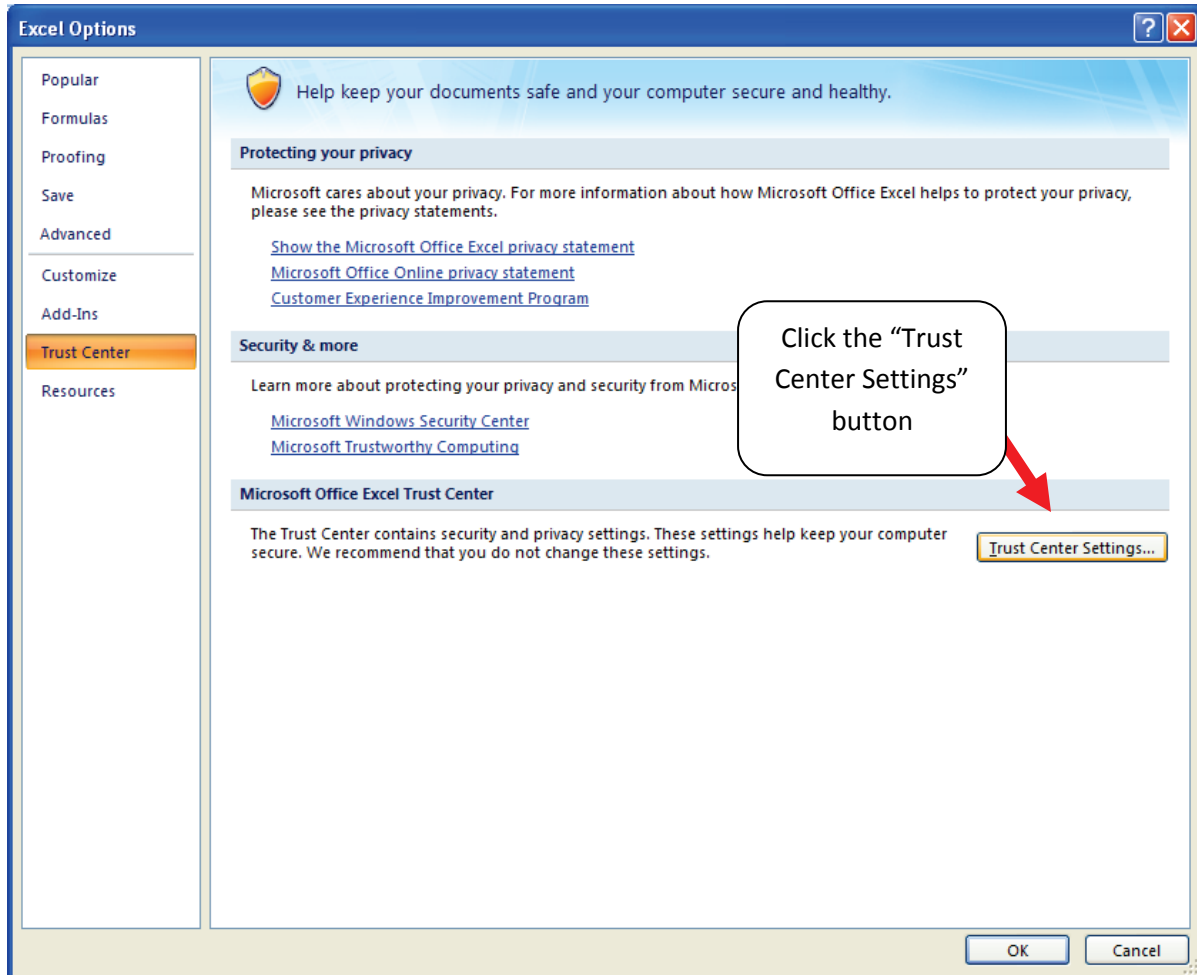 Excel Options
Popular
Formulas
Proofing
Save
Advanced
Customize
Add-Ins
Trust Center
Resources
Help keep your documents safe and your computer secure and healthy.
Protecting your privacy
Microsoft cares about your privacy. For more information about how Microsoft Office Excel helps to protect your privacy,
please see the privacy statements.
Show the Microsoft Office Excel privacy statement
Microsoft Office Online privacy statement
Customer Experience Improvement Program
Security & more
Learn more about protecting your privacy and security from
Microsoft Windows Security Center
Microsoft Trustworthy Computing
Click the “Trust
Center Settings”
button
Microsoft Office Excel Trust Center
The Trust Center contains security and privacy settings. These settings help keep your computer
secure. We recommend that you do not change these settings.
Trust Center Settings...
OK
Cancel